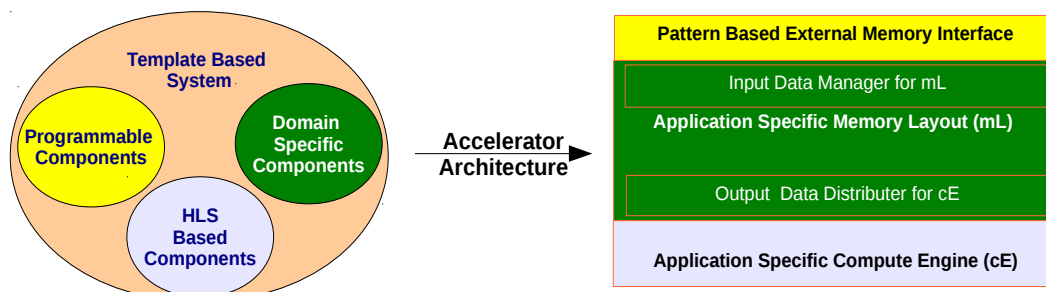 Template Based
System
Programmable
Components
Domain
Specific
Components
HLS
Based
Components
Accelerator
Architecture
Pattern Based External Memory Interface
Input Data Manager for mL
Application Specific Memory Layout (mL)
Output Data Distributer for cE
Application Specific Compute Engine (cE)